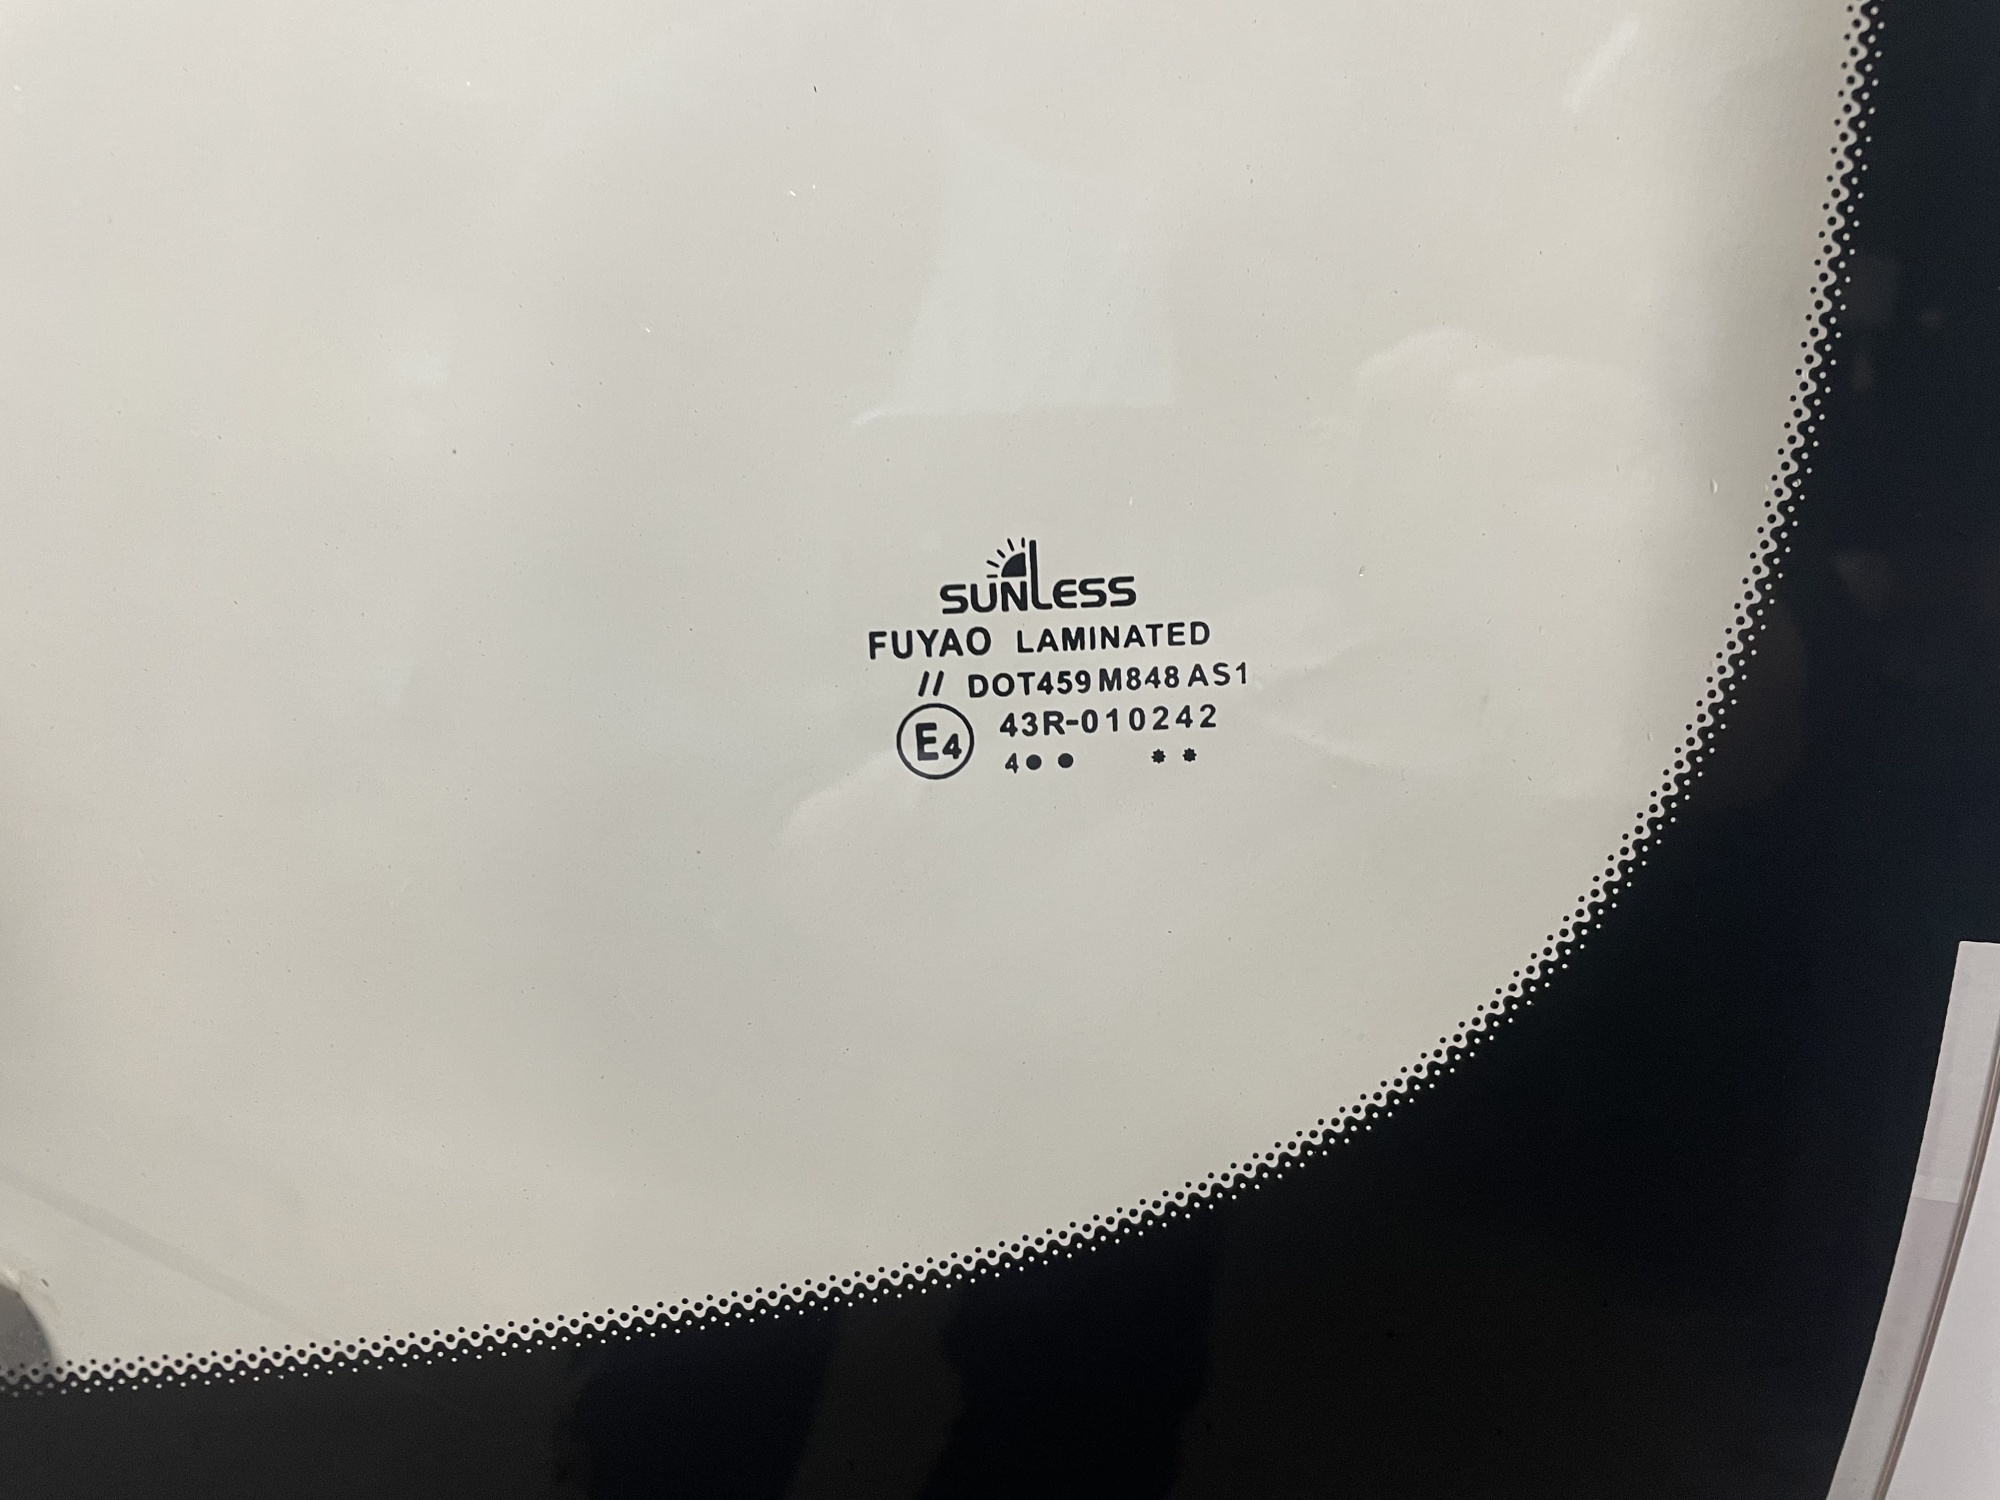 SUNLESS
FUYAO LAMINATED
// DOT459 M848 AS1
E4 43R-010242
4●● ✱✱